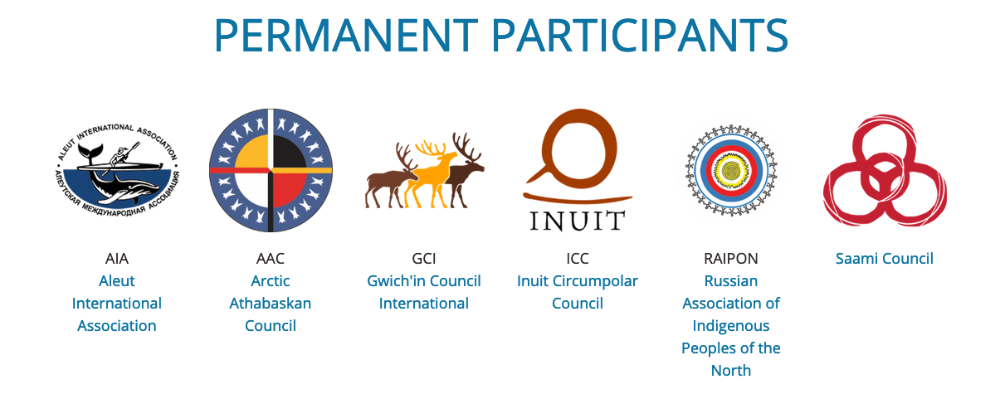 PERMANENT PARTICIPANTS
ALEUT INTERNATIONAL ASSOCIATION
АЛЕУТСКАЯ МЕЖДУНАРОДНАЯ АССОЦИАЦИЯ
INUIT
AIA
Aleut
International
Association
AAC
Arctic
Athabaskan
Council
GCI
Gwich'in Council
International
ICC
Inuit Circumpolar
Council
RAIPON
Russian
Association of
Indigenous
Peoples of the
North
Saami Council